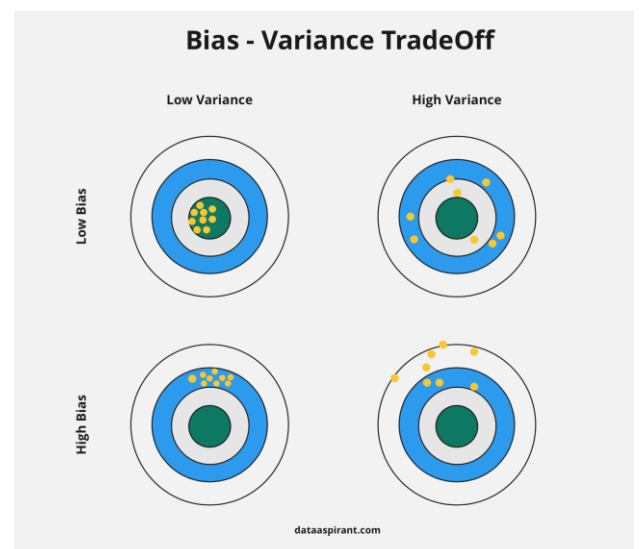 Bias - Variance TradeOff
Low Variance
High Variance
Low Bias
High Bias
dataaspirant.com